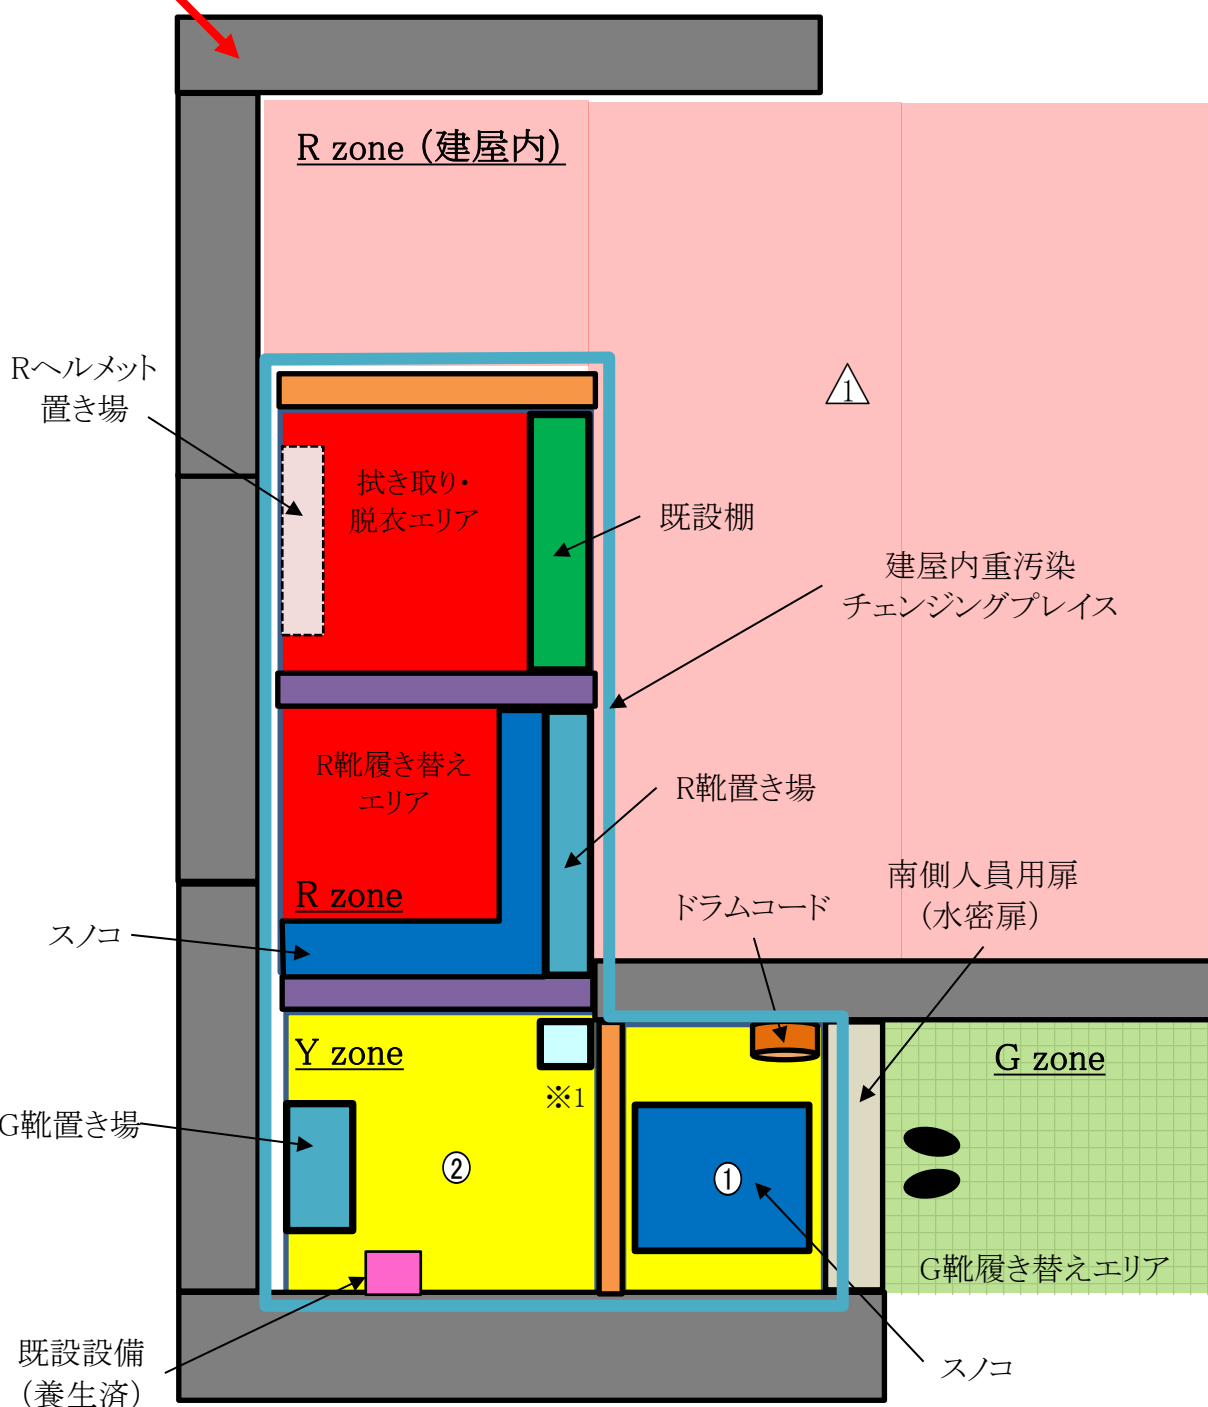 R zone（建屋内）
Rヘルメット
置き場
1
拭き取り・
脱衣エリア
既設棚
建屋内重汚染
チェンジングプレイス
R靴履き替え
エリア
R靴置き場
R zone
南側人員用扉
（水密扉）
ドラムコード
スノコ
Y zone
※1
G zone
G靴置き場
②
①
G靴履き替えエリア
既設設備
（養生済）
スノコ